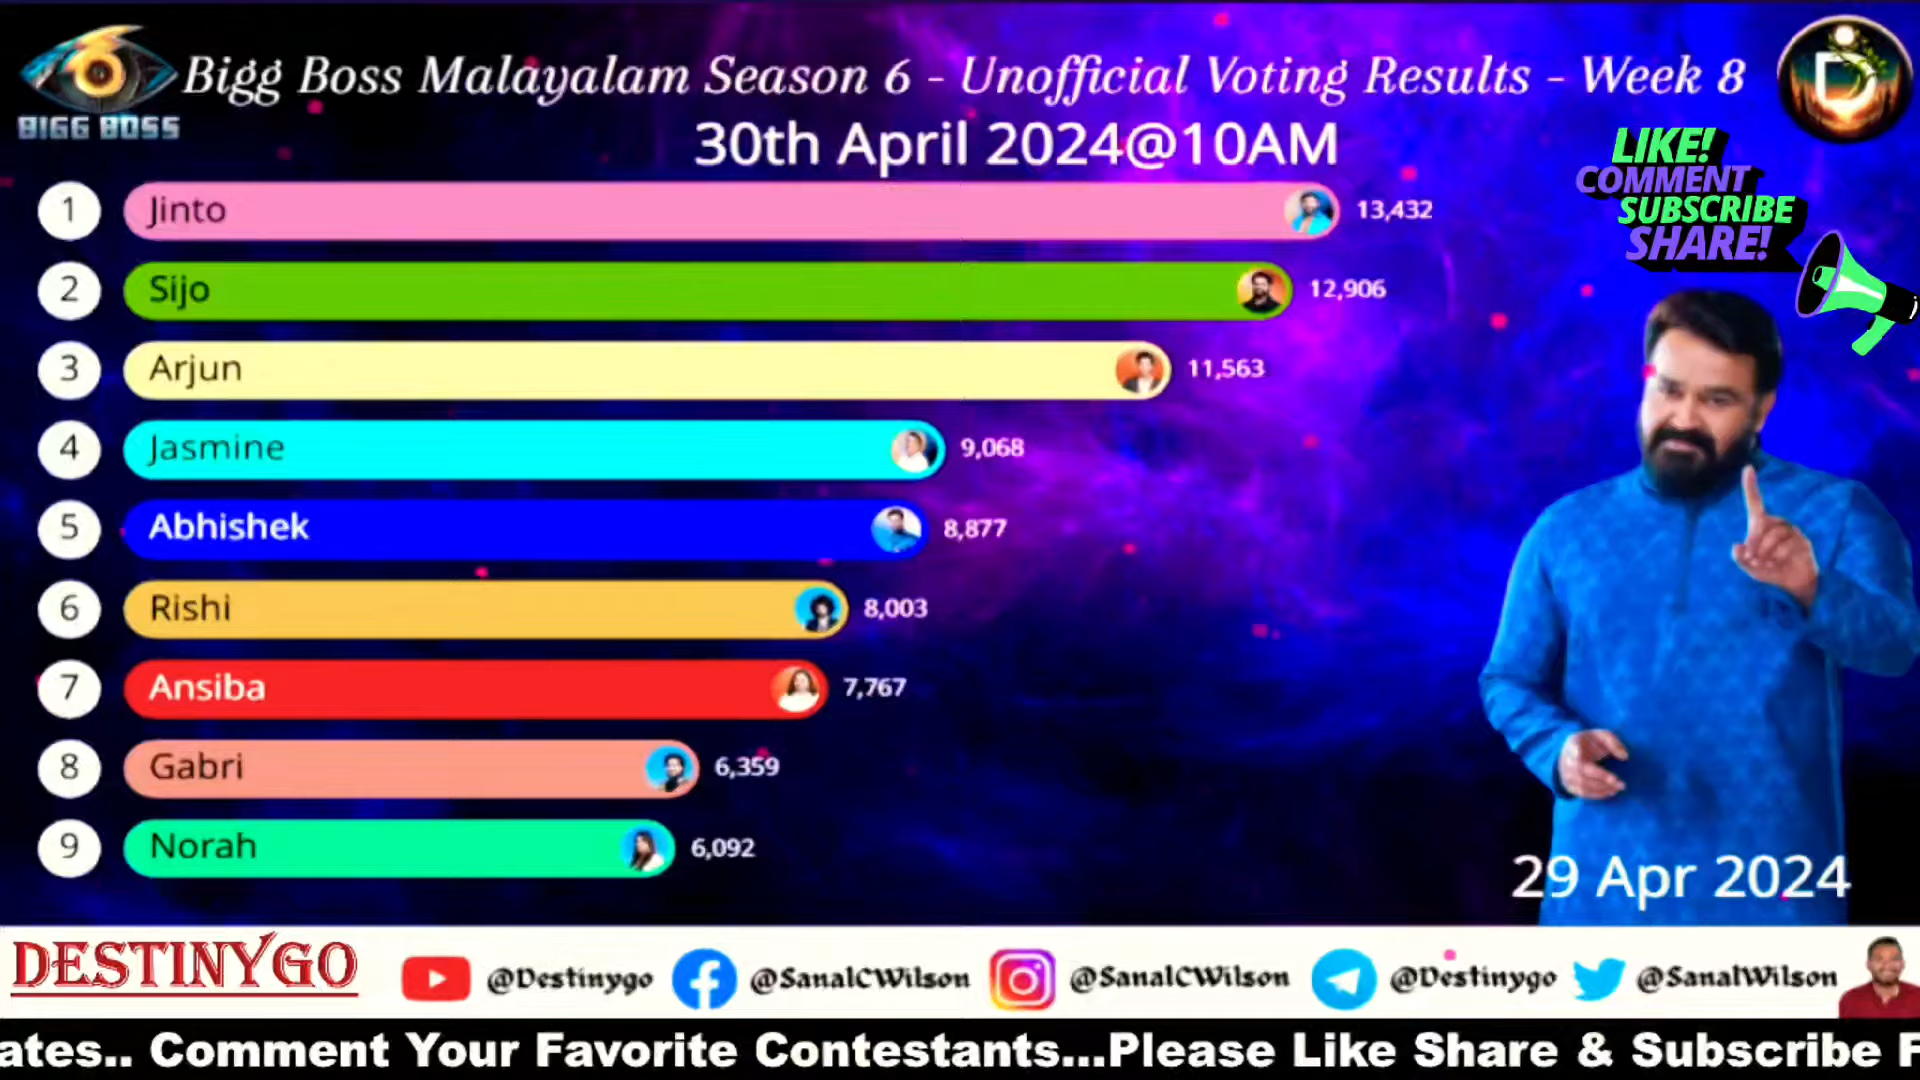 Bigg Boss Malayalam Season 6 - Unofficial Voting Results - Week 8
BIGG BOSS
30th April 2024@10AM
LIKE!
COMMENT
SUBSCRIBE
SHARE!
1 Jinto 13,432
2 Sijo 12,906
3 Arjun 11,563
4 Jasmine 9,068
5 Abhishek 8,877
6 Rishi 8,003
7 Ansiba 7,767
8 Gabri 6,359
9 Norah 6,092
29 Apr 2024
DESTINYGO @Destinygo @SanalCWilson @SanalCWilson @Destinygo @SanalWilson
ates.. Comment Your Favorite Contestants...Please Like Share & Subscribe F